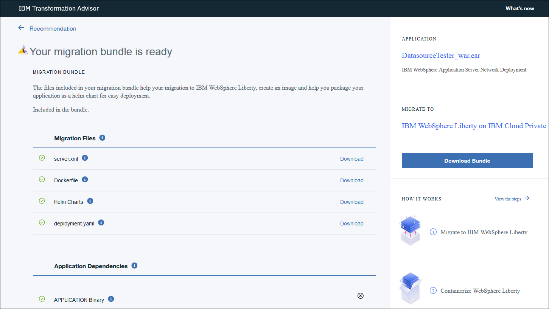 IBM Transformation Advisor
What's now
Recommendation
Your migration bundle is ready
MIGRATION BUNDLE
The files included in your migration bundle help your migration to IBM WebSphere Liberty, create an image and help you package your
application as a helm chart for easy deployment.
Included in the bundle.
Migration Files
server.xml
Download
Dockerfile
Download
Helm Charts
Download
deployment.yaml
Download
Application Dependencies
APPLICATION Binary
APPLICATION
DatasourceTester_war.ear
IBM WebSphere Application Server Network Deployment
MIGRATE TO
IBM WebSphere Liberty on IBM Cloud Private
Download Bundle
HOW IT WORKS
View the steps
Migrate to IBM WebSphere Liberty
Containerize WebSphere Liberty